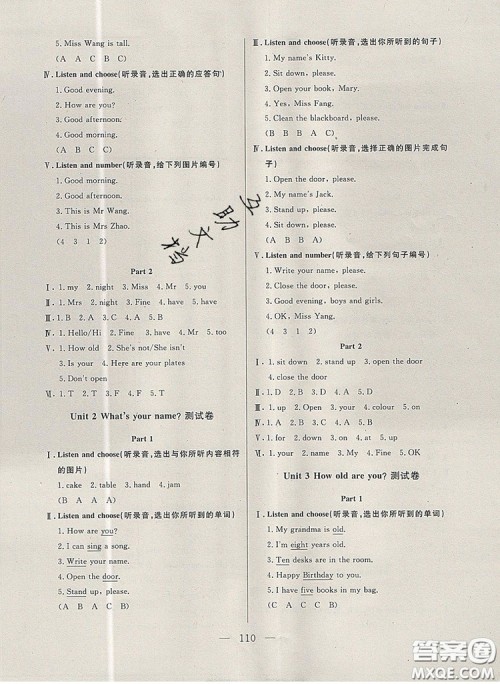 5. Miss Wang is tall.
(A  A  C  B  C)
Ⅳ. Listen and choose(听录音,选出正确的应答句)
1. Good evening.
2. How are you?
3. Good afternoon.
4. Good morning.
(B  C  A  B)
Ⅴ. Listen and number(听录音,给下列图片编号)
1. Good morning.
2. Good afternoon.
3. This is Mr Wang.
4. This is Mrs Zhao.
(4  3  1  2)
Part 2
Ⅰ. 1. my  2. night  3. Miss  4. Mr  5. you
Ⅱ. 1. Mrs  2. night  3. Fine  4. have  5. have
Ⅲ. 1. B  2. A  3. B  4. A  5. B
Ⅳ. 1. Hello/Hi  2. Fine  3. have  4. Mr  5. too
Ⅴ. 1. How old  2. She's not/She isn't
3. Is your  4. Here are your plates
5. Don't open
Ⅵ. 1. T  2. T  3. F  4. F  5. F
Unit 2 What's your name? 测试卷
Part 1
Ⅰ. Listen and choose(听录音,选出与你所听内容相符
的图片)
1. cake  2. table  3. hand  4. jam
(B  A  A  A)
Ⅱ. Listen and choose(听录音,选出你所听到的单词)
1. How are you?
2. I can sing a song.
3. Write your name.
4. Open the door.
5. Stand up, please.
(A  B  A  C  B)
Ⅲ. Listen and choose(听录音,选出你所听到的句子)
1. My name's Kitty.
2. Sit down, please.
3. Open your book, Mary.
4. Yes, Miss Fang.
5. Clean the blackboard, please.
(B  B  B  A  C)
Ⅳ. Listen and choose(听录音,选择正确的图片完成句
子)
1. Open the door, please.
2. My name's Jack.
3. Stand up, please.
4. Sit down, please.
(A  B  A  A)
Ⅴ. Listen and number(听录音,给下列句子编号)
1. Write your name, please.
2. Close the door, please.
3. Good evening, boys and girls.
4. OK, Miss Yang.
(4  3  1  2)
Part 2
Ⅰ. 1. sit down  2. stand up  3. open the door
4. close the door
Ⅱ. 1. D  2. D  3. D  4. A  5. D
Ⅲ. 1. up  2. Open  3. on  4. your  5. colour
Ⅳ. 1. C  2. B  3. A  4. C  5. B
Ⅴ. 1. up  2. on  3. at  4. Fine  5. OK
Ⅵ. 1. A  2. A  3. A  4. A  5. B
Unit 3 How old are you? 测试卷
Part 1
Ⅰ. Listen and choose(听录音,选出你所听到的单词)
1. My grandma is old.
2. I'm eight years old.
3. Ten desks are in the room.
4. Happy Birthday to you.
5. I have five books in my bag.
(C  A  C  C  B)
互助文档
— 110 —
答案圈
MXQE.COM